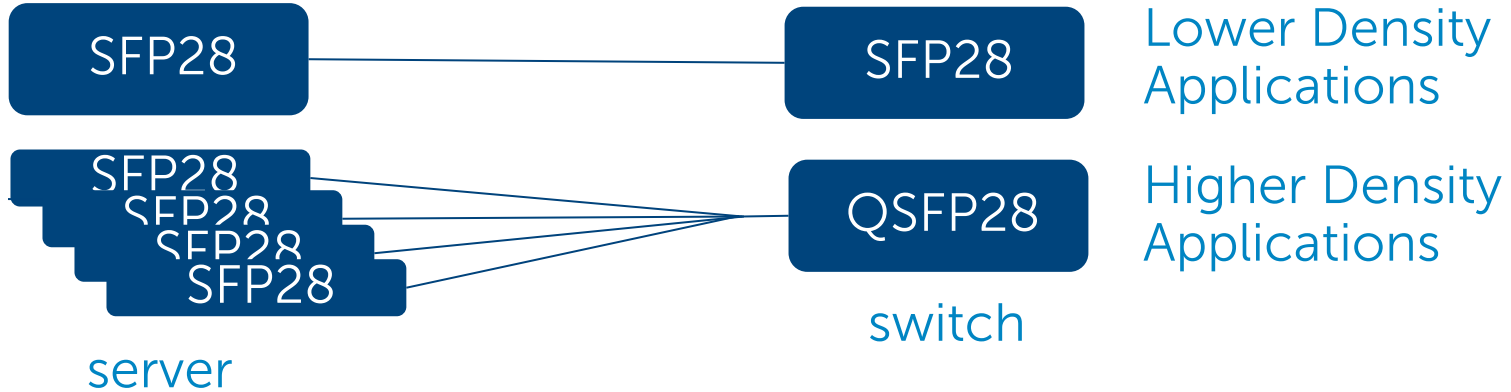 SFP28
SFP28
Lower Density
Applications
SFP28
SFP28
SFP28
SFP28
QSFP28
Higher Density
Applications
switch
server